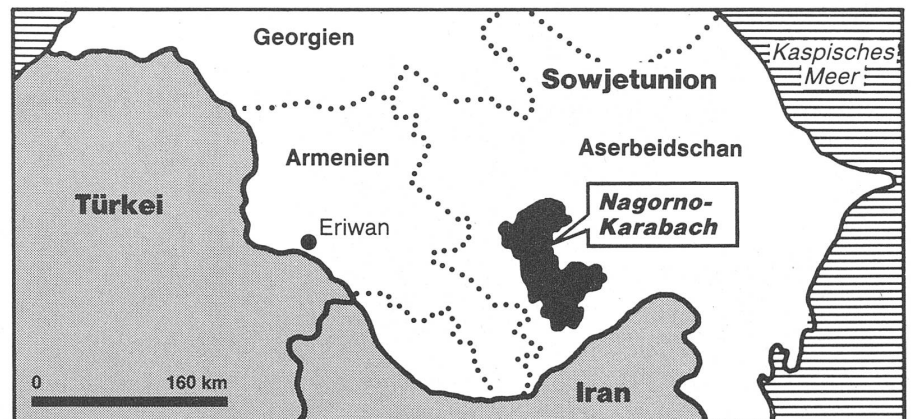 Georgien
Kaspisches
Meer
Sowjetunion
Armenien
Aserbeidschan
Türkei
Nagorno-
Karabach
Eriwan
0 160 km
Iran